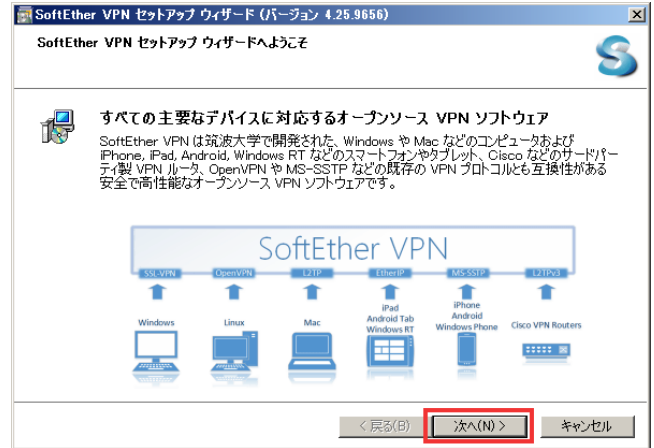 SoftEther VPN セットアップ ウィザード (バージョン 4.25.9656)
SoftEther VPN セットアップ ウィザードへようこそ
すべての主要なデバイスに対応するオープンソース VPN ソフトウェア
SoftEther VPN は筑波大学で開発された、Windows や Mac などのコンピュータおよび
iPhone, iPad, Android, Windows RT などのスマートフォンやタブレット、Cisco などのサードパー
ティ製 VPN ルータ、OpenVPN や MS-SSTP などの既存の VPN プロトコルとも互換性がある
安全で高性能なオープンソース VPN ソフトウェアです。
SoftEther VPN
SSL-VPN OpenVPN L2TP EtherIP MS-SSTP L2TPv3
Windows
Linux
Mac
iPad
Android Tab
Windows RT
iPhone
Android
Windows Phone
Cisco VPN Routers
< 戻る(B) 次へ(N) > キャンセル